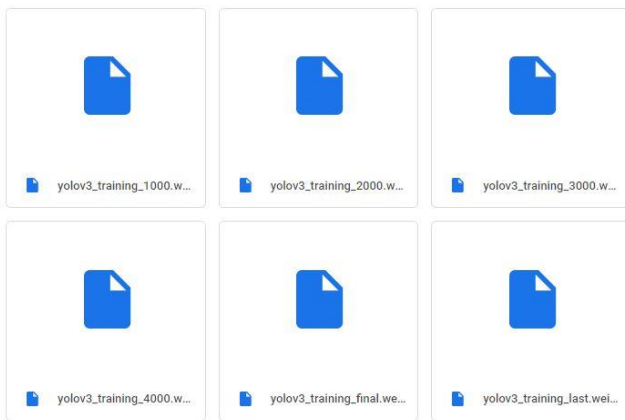 yolov3_training_1000.w...
yolov3_training_2000.w...
yolov3_training_3000.w...
yolov3_training_4000.w...
yolov3_training_final.we...
yolov3_training_last.wei...